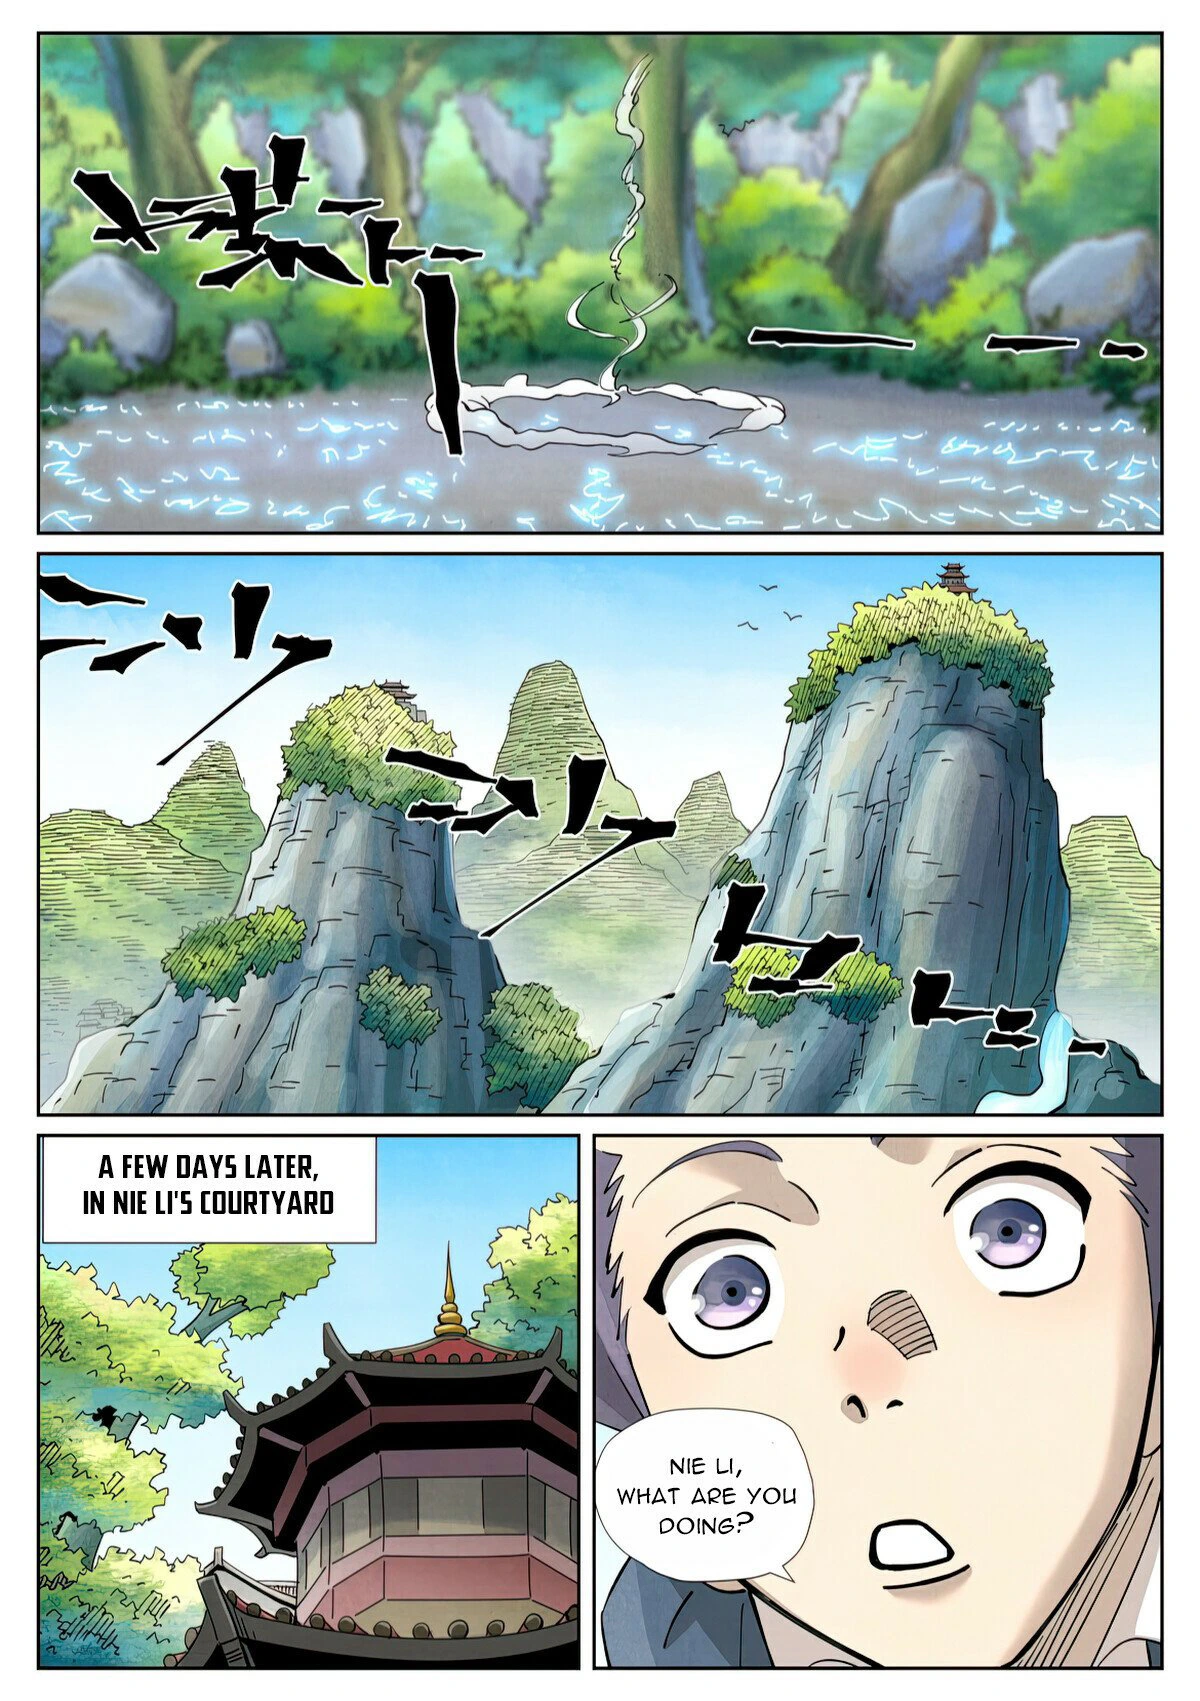 A FEW DAYS LATER,
IN NIE LI'S COURTYARD
NIE LI,
WHAT ARE YOU
DOING?